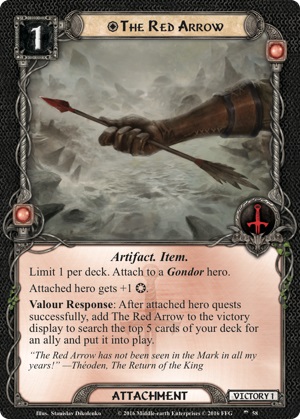 1
The Red Arrow
Artifact. Item.
Limit 1 per deck. Attach to a Gondor hero.
Attached hero gets +1 .
Valour Response: After attached hero quests
successfully, add The Red Arrow to the victory
display to search the top 5 cards of your deck for
an ally and put it into play.
“The Red Arrow has not been seen in the Mark in all my
years!” —Théoden, The Return of the King
ATTACHMENT
VICTORY 1
Illus. Stanislav Dikolenko
© 2016 Middle-earth Enterprises © 2016 FFG
58